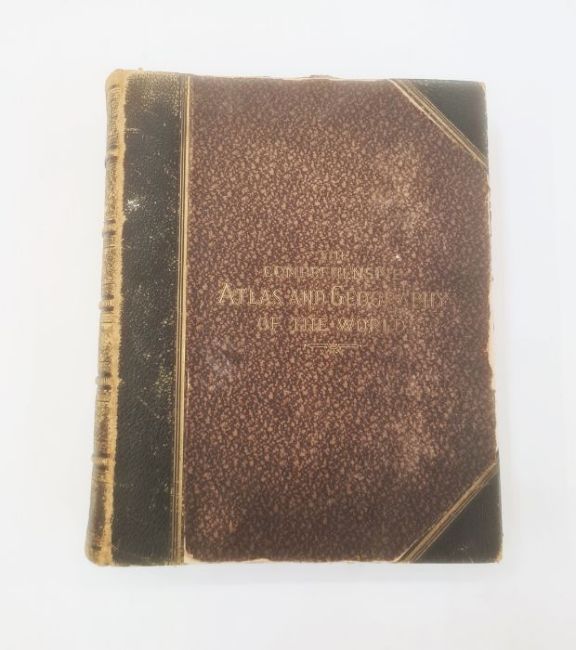 THE
COMPREHENSIVE
ATLAS AND GEOGRAPHY
OF THE WORLD